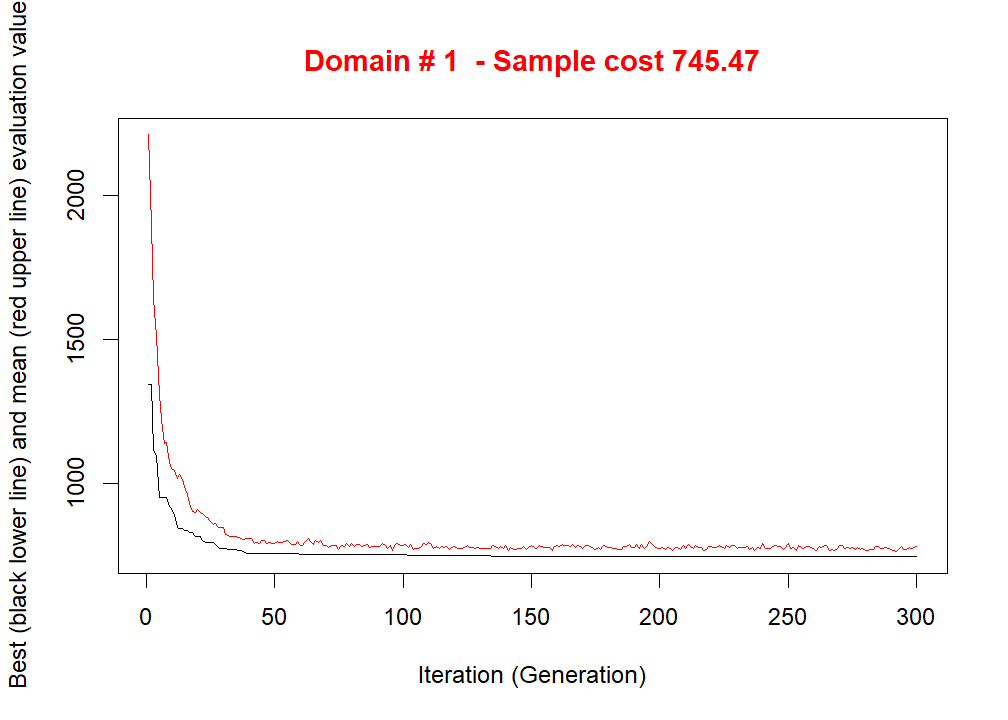 Domain # 1 - Sample cost 745.47
Best (black lower line) and mean (red upper line) evaluation value
2000
1500
1000
0 50 100 150 200 250 300
Iteration (Generation)